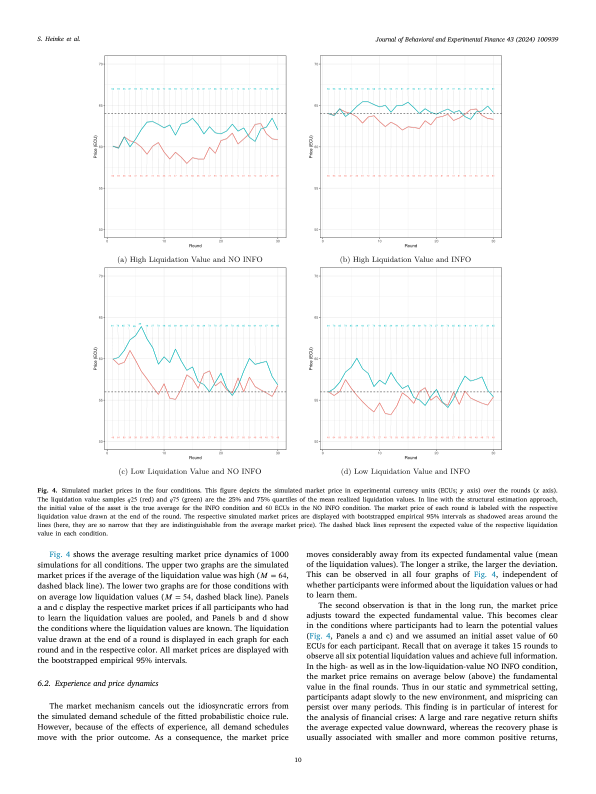 S. Heinke et al.
Journal of Behavioral and Experimental Finance 43 (2024) 100939
Price (ECU)
Round
Price (ECU)
Round
(a) High Liquidation Value and NO INFO
(b) High Liquidation Value and INFO
Price (ECU)
Round
Price (ECU)
Round
(c) Low Liquidation Value and NO INFO
(d) Low Liquidation Value and INFO
Fig. 4. Simulated market prices in the four conditions. This figure depicts the simulated market price in experimental currency units (ECUs; y axis) over the rounds (x axis).
The liquidation value samples q25 (red) and q75 (green) are the 25% and 75% quartiles of the mean realized liquidation values. In line with the structural estimation approach,
the initial value of the asset is the true average for the INFO condition and 60 ECUs in the NO INFO condition. The market price of each round is labeled with the respective
liquidation value drawn at the end of the round. The respective simulated market prices are displayed with bootstrapped empirical 95% intervals as shadowed areas around the
lines (here, they are so narrow that they are indistinguishable from the average market price). The dashed black lines represent the expected value of the respective liquidation
value in each condition.
Fig. 4 shows the average resulting market price dynamics of 1000
simulations for all conditions. The upper two graphs are the simulated
market prices if the average of the liquidation value was high (M = 64,
dashed black line). The lower two graphs are for those conditions with
on average low liquidation values (M = 54, dashed black line). Panels
a and c display the respective market prices if all participants who had
to learn the liquidation values are pooled, and Panels b and d show
the conditions where the liquidation values are known. The liquidation
value drawn at the end of a round is displayed in each graph for each
round and in the respective color. All market prices are displayed with
the bootstrapped empirical 95% intervals.
6.2. Experience and price dynamics
The market mechanism cancels out the idiosyncratic errors from
the simulated demand schedule of the fitted probabilistic choice rule.
However, because of the effects of experience, all demand schedules
move with the prior outcome. As a consequence, the market price
moves considerably away from its expected fundamental value (mean
of the liquidation values). The longer a strike, the larger the deviation.
This can be observed in all four graphs of Fig. 4, independent of
whether participants were informed about the liquidation values or had
to learn them.
The second observation is that in the long run, the market price
adjusts toward the expected fundamental value. This becomes clear
in the conditions where participants had to learn the potential values
(Fig. 4, Panels a and c) and we assumed an initial asset value of 60
ECUs for each participant. Recall that on average it takes 15 rounds to
observe all six potential liquidation values and achieve full information.
In the high- as well as in the low-liquidation-value NO INFO condition,
the market price remains on average below (above) the fundamental
value in the final rounds. Thus in our static and symmetrical setting,
participants adapt slowly to the new environment, and mispricing can
persist over many periods. This finding is in particular of interest for
the analysis of financial crises: A large and rare negative return shifts
the average expected value downward, whereas the recovery phase is
usually associated with smaller and more common positive returns,
10